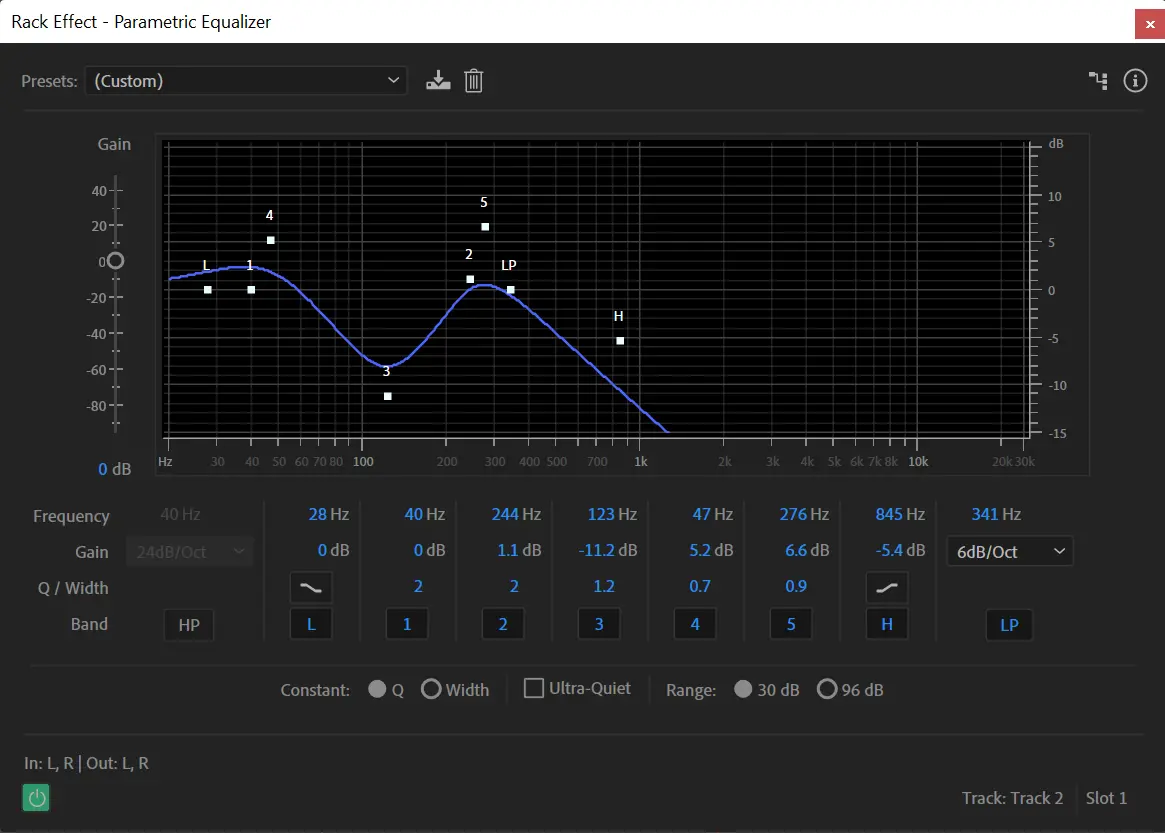 Rack Effect - Parametric Equalizer
Presets: (Custom)
Gain
dB
40
20
0
-20
-40
-60
-80
0 dB
L
1
4
3
2
5
LP
H
10
5
0
-5
-10
-15
Hz 30 40 50 60 70 80 100 200 300 400 500 700 1k 2k 3k 4k 5k 6k 7k 8k 10k 20k 30k
Frequency 40 Hz 28 Hz 40 Hz 244 Hz 123 Hz 47 Hz 276 Hz 845 Hz 341 Hz
Gain 24dB/Oct 0 dB 0 dB 1.1 dB -11.2 dB 5.2 dB 6.6 dB -5.4 dB 6dB/Oct
Q / Width 2 2 1.2 0.7 0.9
Band HP L 1 2 3 4 5 H LP
Constant: Q Width Ultra-Quiet Range: 30 dB 96 dB
In: L, R | Out: L, R
Track: Track 2 Slot 1